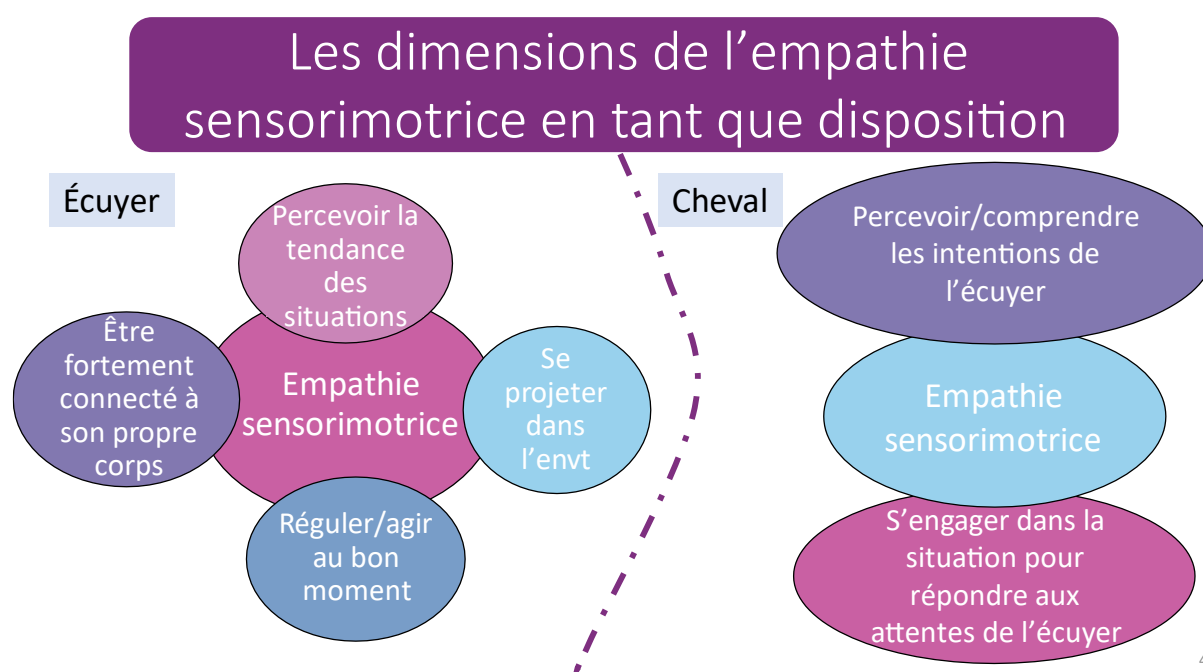 Les dimensions de l’empathie
sensorimotrice en tant que disposition
Écuyer
Percevoir la
tendance
des
situations
Être
fortement
connecté à
son propre
corps
Empathie
sensorimotrice
Se
projeter
dans
l’envt
Réguler/agir
au bon
moment
Cheval
Percevoir/comprendre
les intentions de
l’écuyer
Empathie
sensorimotrice
S’engager dans la
situation pour
répondre aux
attentes de l’écuyer